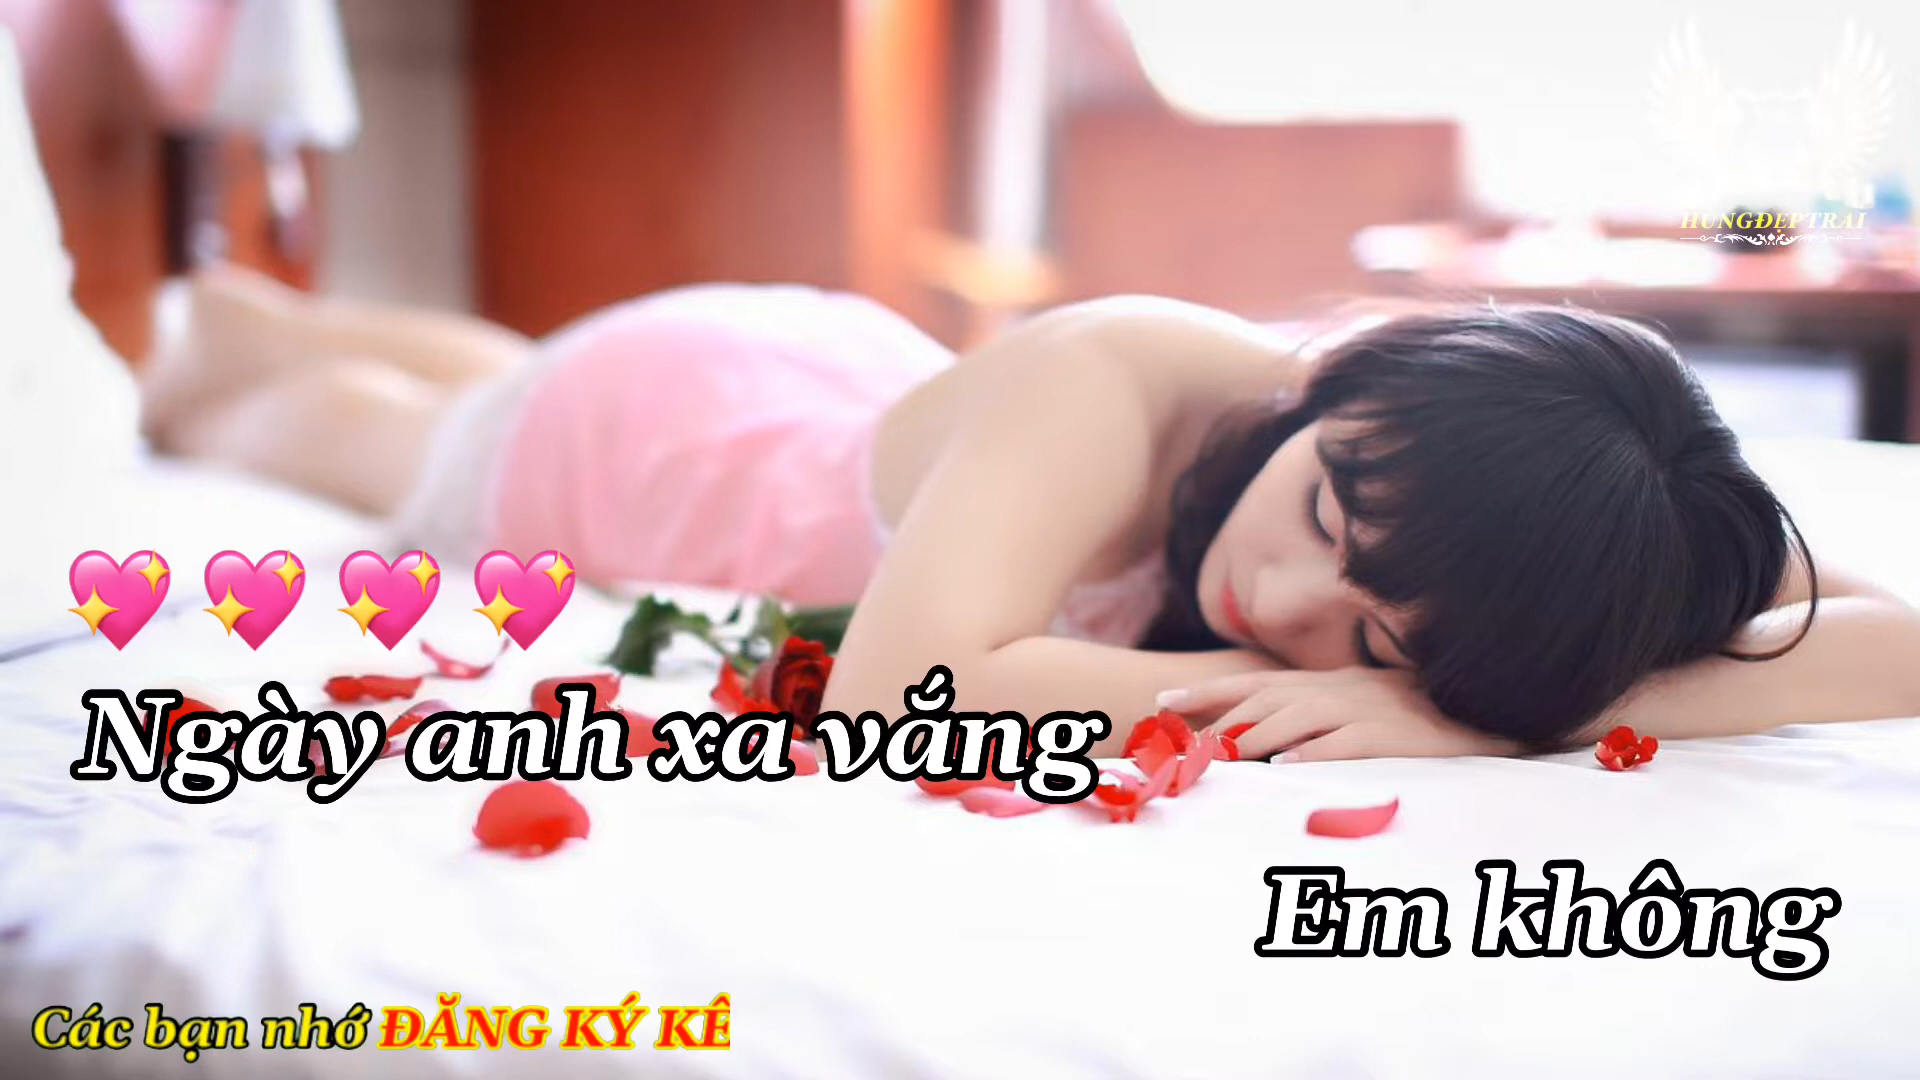 HUNGĐẸPTRAI
Ngày anh xa vắng
Em không
Các bạn nhớ ĐĂNG KÝ KÊ